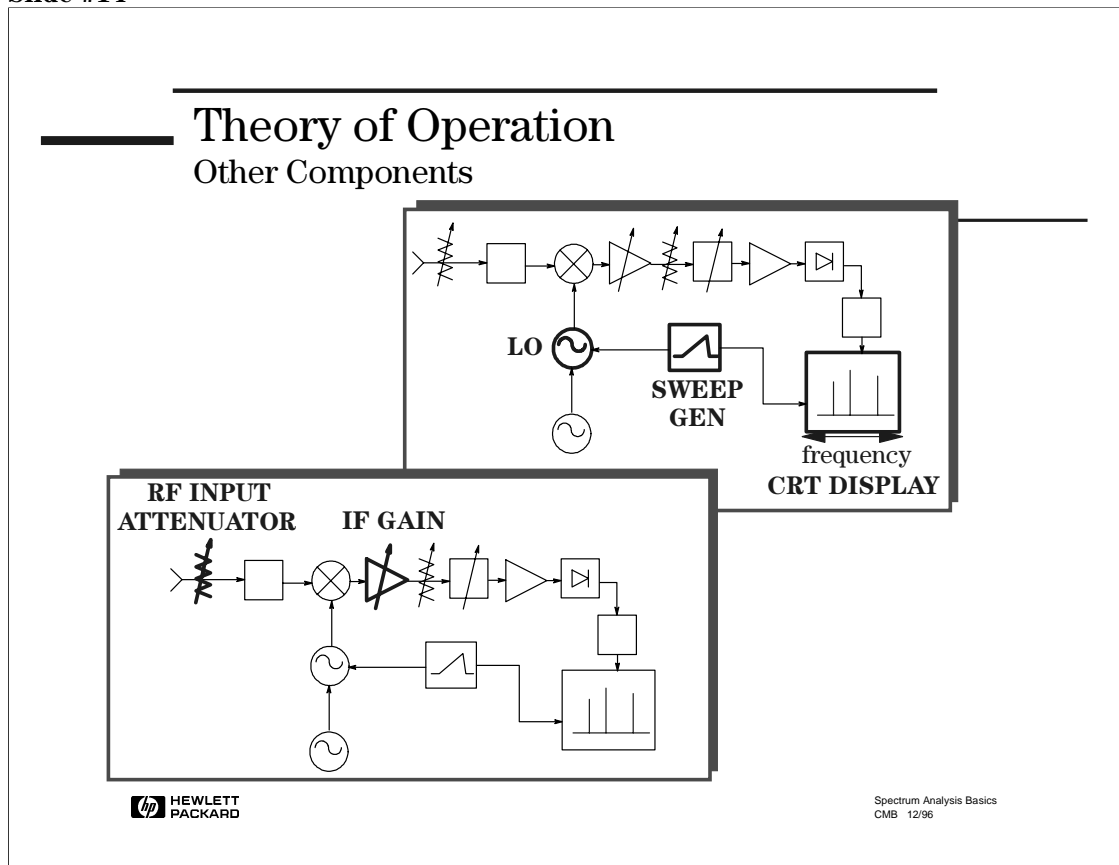 Theory of Operation
Other Components
LO
SWEEP
GEN
frequency
CRT DISPLAY
RF INPUT
ATTENUATOR
IF GAIN
hp HEWLETT
PACKARD
Spectrum Analysis Basics
CMB 12/96